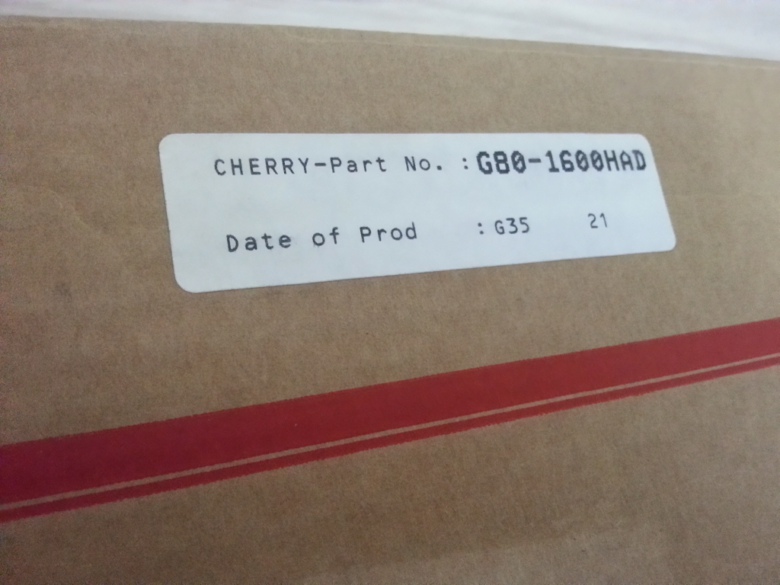 CHERRY-Part No. : G80-1600HAD
Date of Prod : G35 21